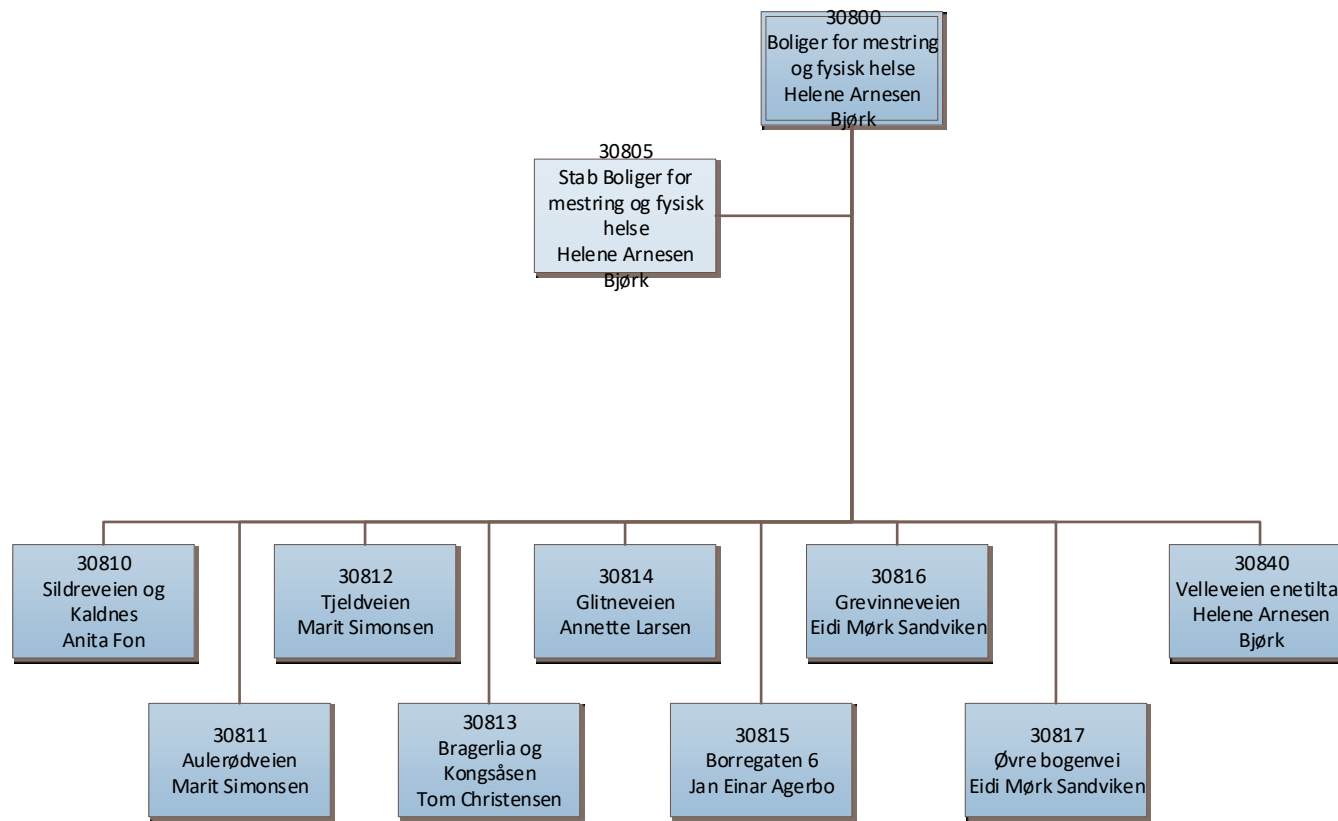 30800
Boliger for mestring
og fysisk helse
Helene Arnesen
Bjørk
30805
Stab Boliger for
mestring og fysisk
helse
Helene Arnesen
Bjørk
30810
Sildreveien og
Kaldnes
Anita Fon
30812
Tjeldveien
Marit Simonsen
30814
Glitneveien
Annette Larsen
30816
Grevinneveien
Eidi Mørk Sandviken
30840
Velleveien enetilta
Helene Arnesen
Bjørk
30811
Aulerødveien
Marit Simonsen
30813
Bragerlia og
Kongsåsen
Tom Christensen
30815
Borregaten 6
Jan Einar Agerbo
30817
Øvre bogenvei
Eidi Mørk Sandviken